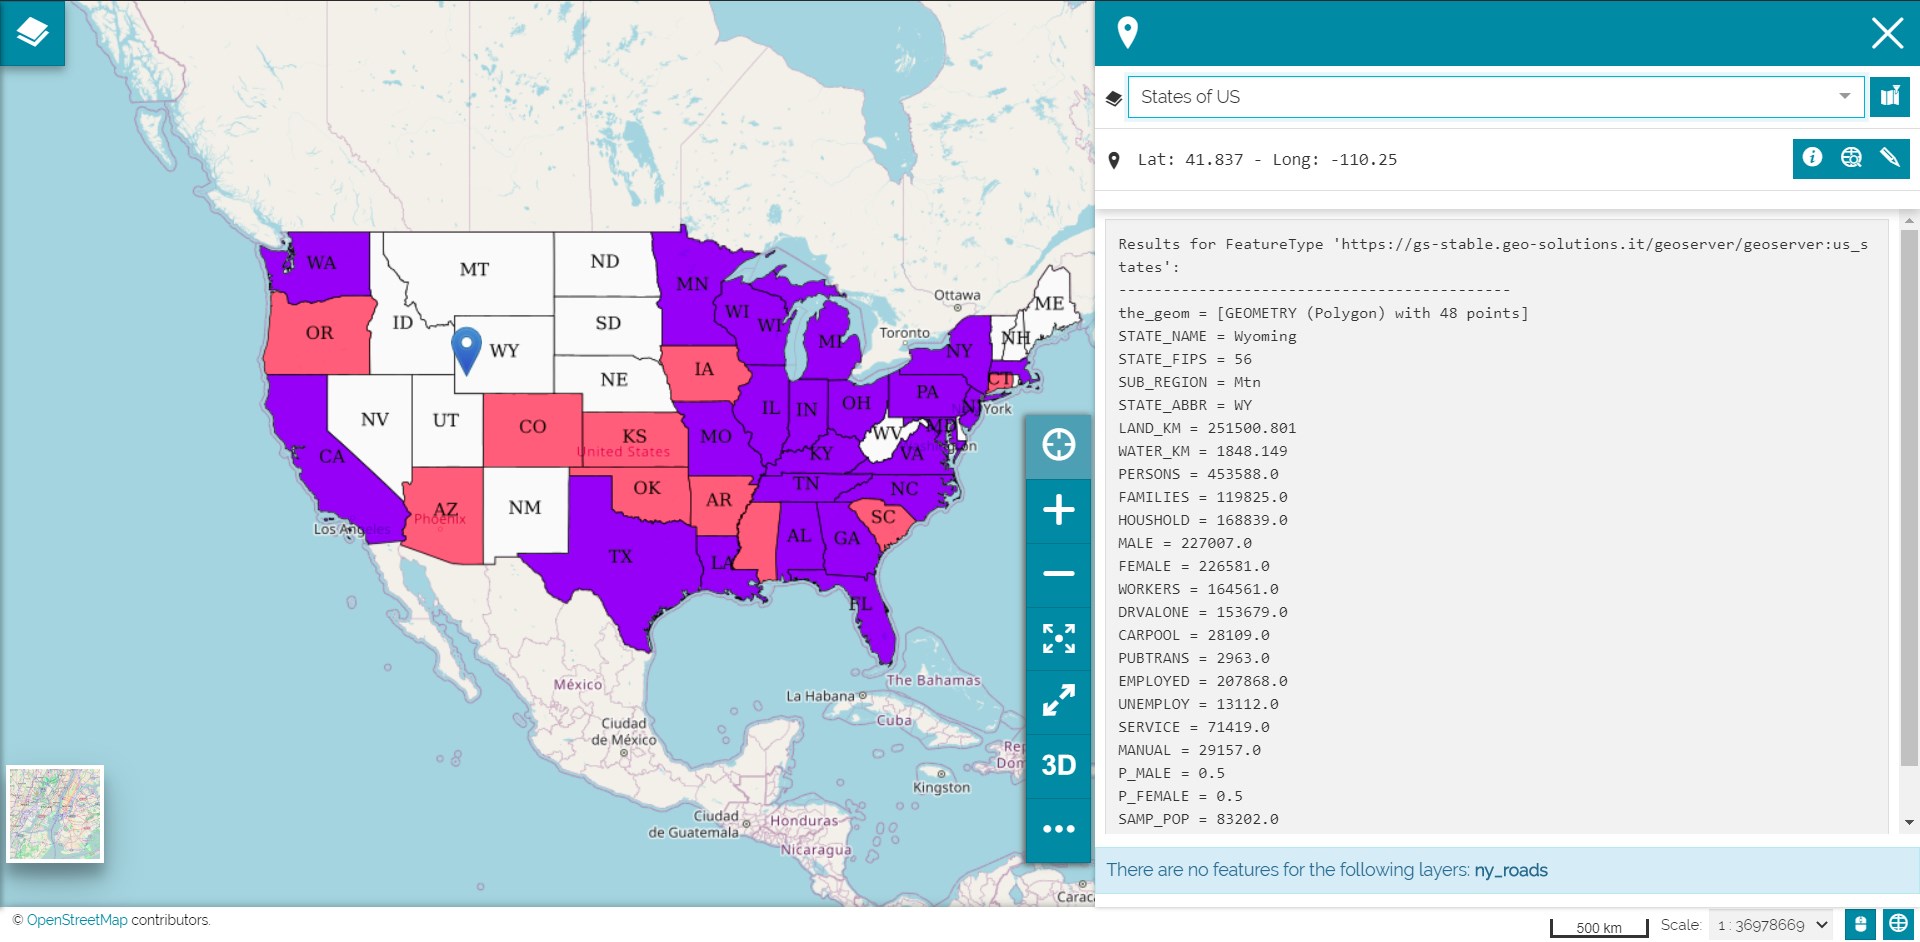 States of US
Lat: 41.837 - Long: -110.25
Results for FeatureType 'https://gs-stable.geo-solutions.it/geoserver/geoserver:us_s
tates':
--------------------------------------------
the_geom = [GEOMETRY (Polygon) with 48 points]
STATE_NAME = Wyoming
STATE_FIPS = 56
SUB_REGION = Mtn
STATE_ABBR = WY
LAND_KM = 251500.801
WATER_KM = 1848.149
PERSONS = 453588.0
FAMILIES = 119825.0
HOUSHOLD = 168839.0
MALE = 227007.0
FEMALE = 226581.0
WORKERS = 164561.0
DRVALONE = 153679.0
CARPOOL = 28109.0
PUBTRANS = 2963.0
EMPLOYED = 207868.0
UNEMPLOY = 13112.0
SERVICE = 71419.0
MANUAL = 29157.0
P_MALE = 0.5
P_FEMALE = 0.5
SAMP_POP = 83202.0
There are no features for the following layers: ny_roads
WA
MT
ND
MN
OR
ID
SD
WI
WI
MI
WY
NE
IA
NY
NH
ME
CT
PA
NJ
York
NV
UT
CO
KS
United States
MO
IL
IN
OH
WV
MD
VA
CA
KY
TN
NC
AZ
Phoenix
NM
OK
AR
SC
TX
LA
AL
GA
FL
Ottawa
Toronto
Los Angeles
México
Ciudad
de México
La Habana
The Bahamas
Cuba
Kingston
Ciudad
de Guatemala
Honduras
Nicaragua
3D
© OpenStreetMap contributors.
500 km
Scale:
1 : 36978669